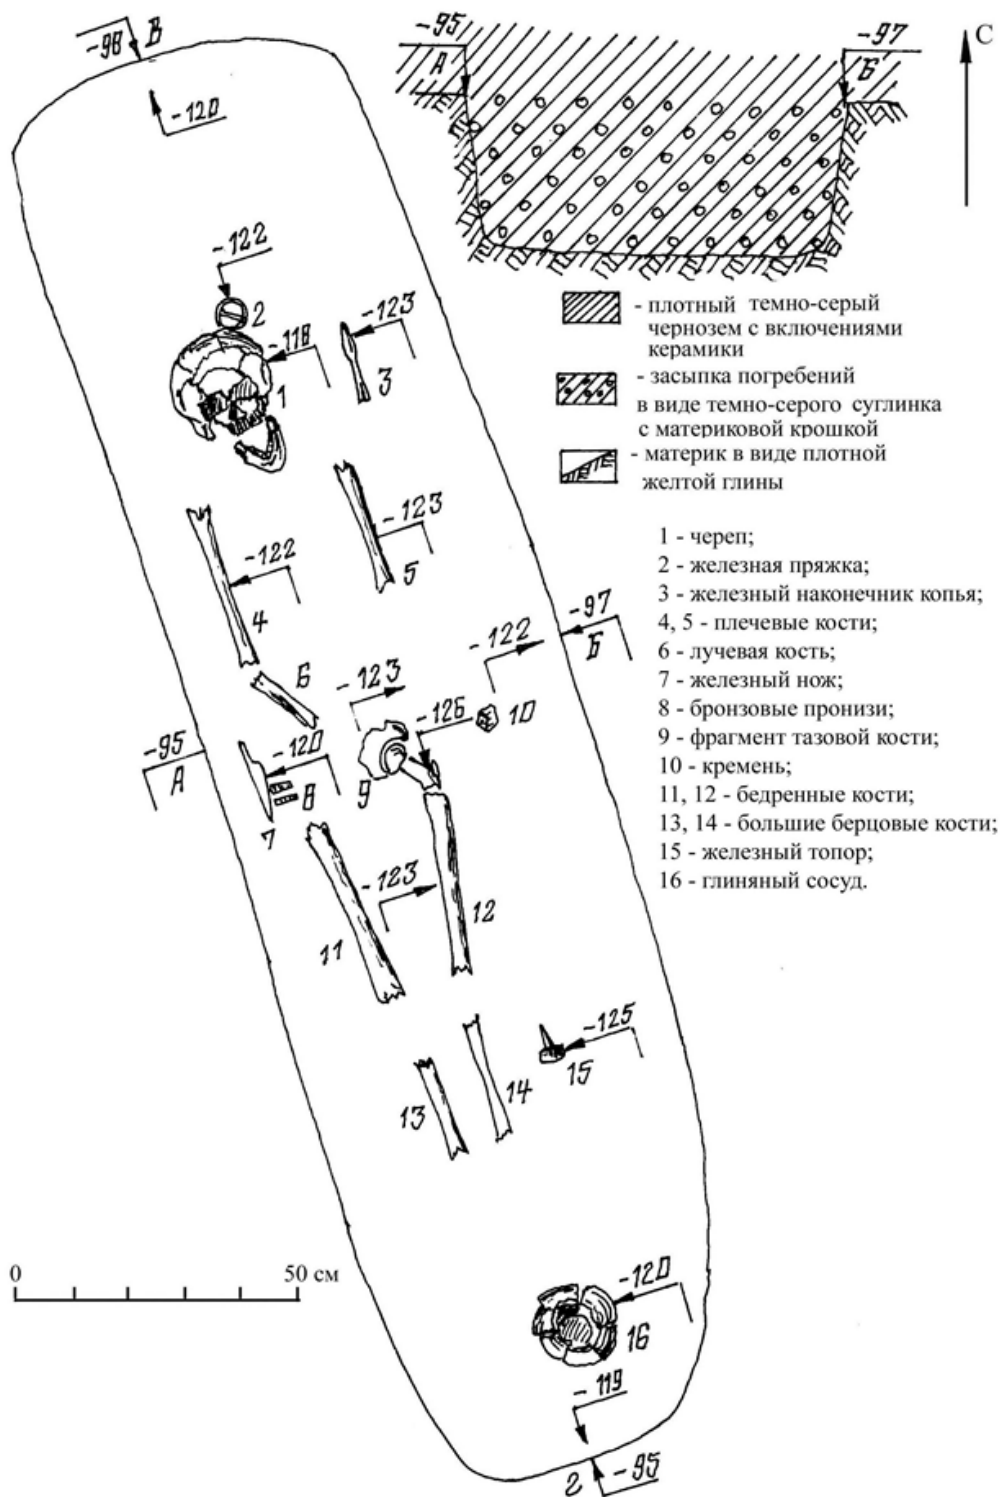 -98 В
-120
-95
А
-97
Б
С
-122
2
-118
1
-123
3
- плотный темно-серый
чернозем с включениями
керамики
- засыпка погребений
в виде темно-серого суглинка
с материковой крошкой
- материк в виде плотной
желтой глины
-123
5
-122
4
1 - череп;
2 - железная пряжка;
3 - железный наконечник копья;
4, 5 - плечевые кости;
6 - лучевая кость;
7 - железный нож;
8 - бронзовые пронизи;
9 - фрагмент тазовой кости;
10 - кремень;
11, 12 - бедренные кости;
13, 14 - большие берцовые кости;
15 - железный топор;
16 - глиняный сосуд.
-97
Б
-122
6
-123
-126
10
-95
А
-120
8
9
7
-123
12
11
-125
15
14
13
0 50 см
-120
16
-119
Г -95